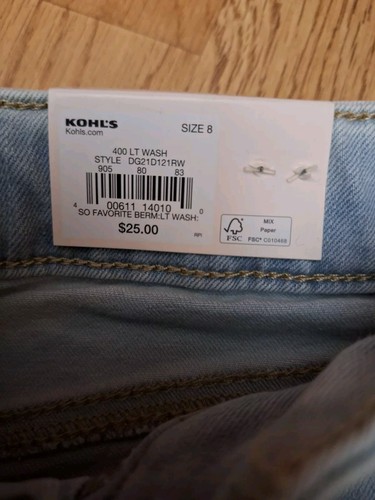 KOHL'S
Kohls.com
SIZE 8
400 LT WASH
STYLE DG21D121RW
905 80 83
4 00611 14010 0
SO FAVORITE BERM:LT WASH:
$25.00
FSC
MIX
Paper
FSC® C010468